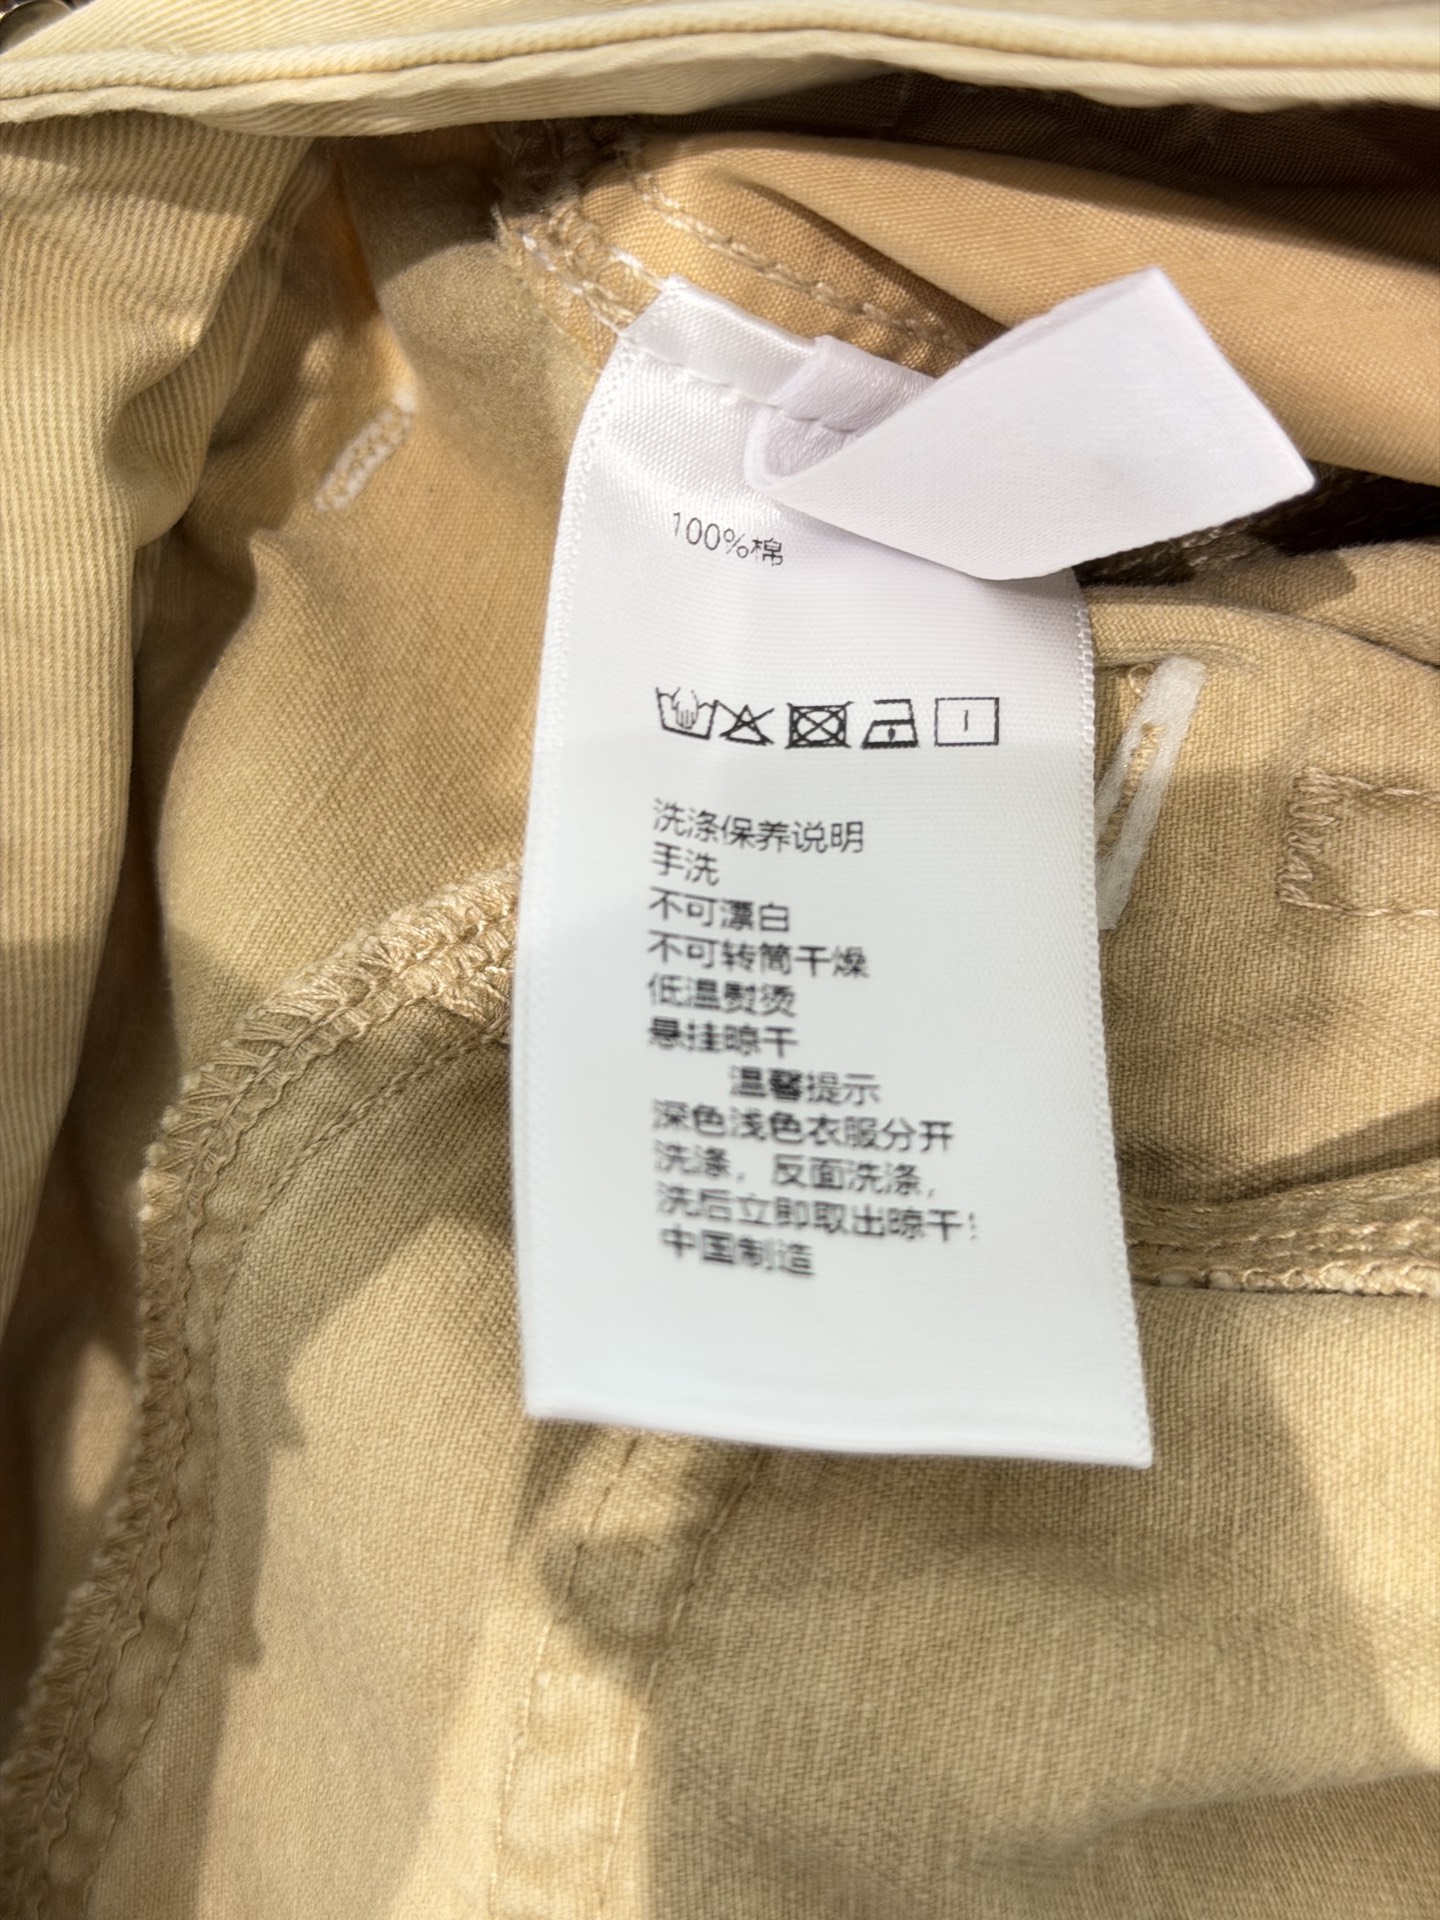 100%棉
洗涤保养说明
手洗
不可漂白
不可转筒干燥
低温熨烫
悬挂晾干
温馨提示
深色浅色衣服分开
洗涤，反面洗涤，
洗后立即取出晾干！
中国制造